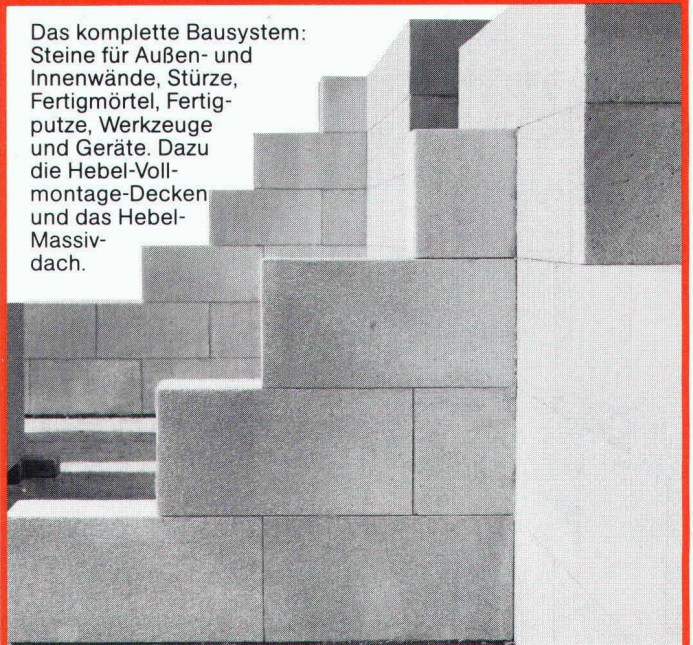 Das komplette Bausystem:
Steine für Außen- und
Innenwände, Stürze,
Fertigmörtel, Fertig-
putze, Werkzeuge
und Geräte. Dazu
die Hebel-Voll-
montage-Decken
und das Hebel-
Massiv-
dach.